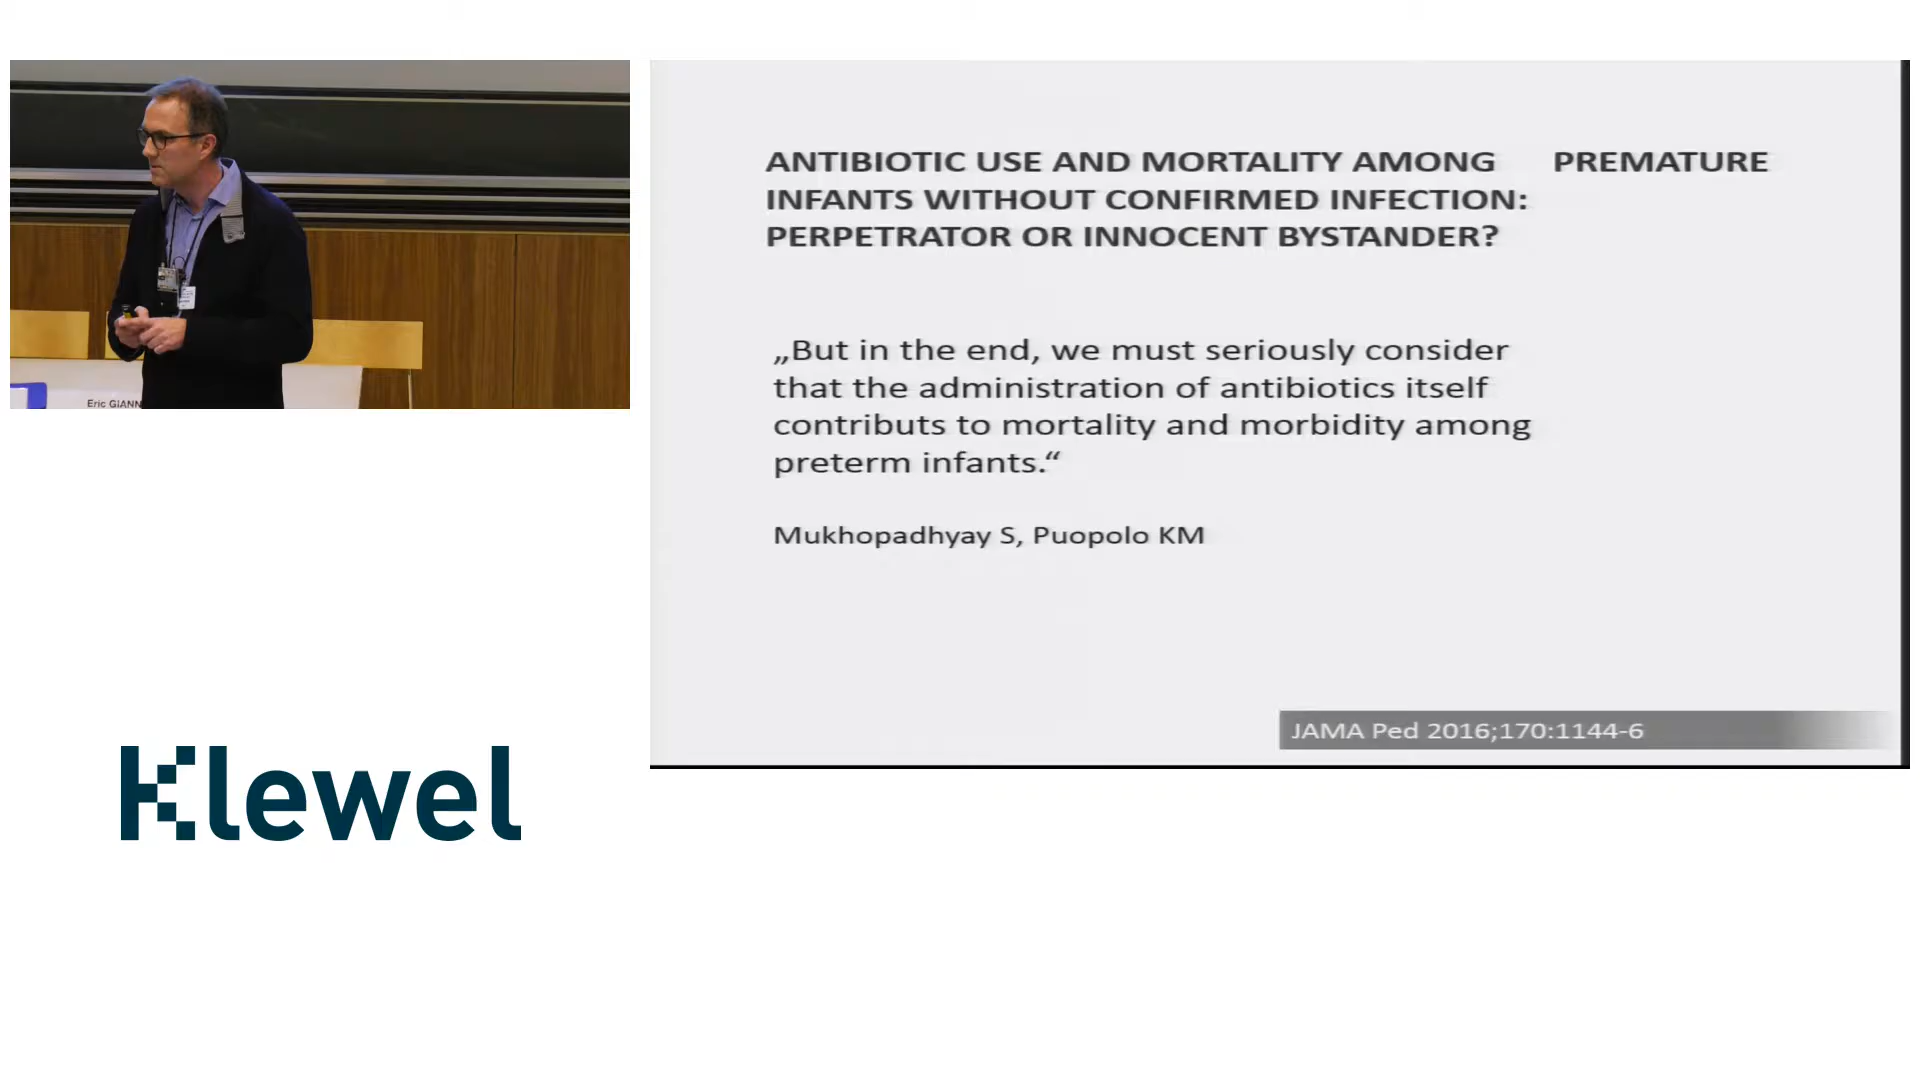 ANTIBIOTIC USE AND MORTALITY AMONG PREMATURE
INFANTS WITHOUT CONFIRMED INFECTION:
PERPETRATOR OR INNOCENT BYSTANDER?
„But in the end, we must seriously consider
that the administration of antibiotics itself
contributs to mortality and morbidity among
preterm infants.“
Mukhopadhyay S, Puopolo KM
JAMA Ped 2016;170:1144-6
Eric GIANN
Klewel